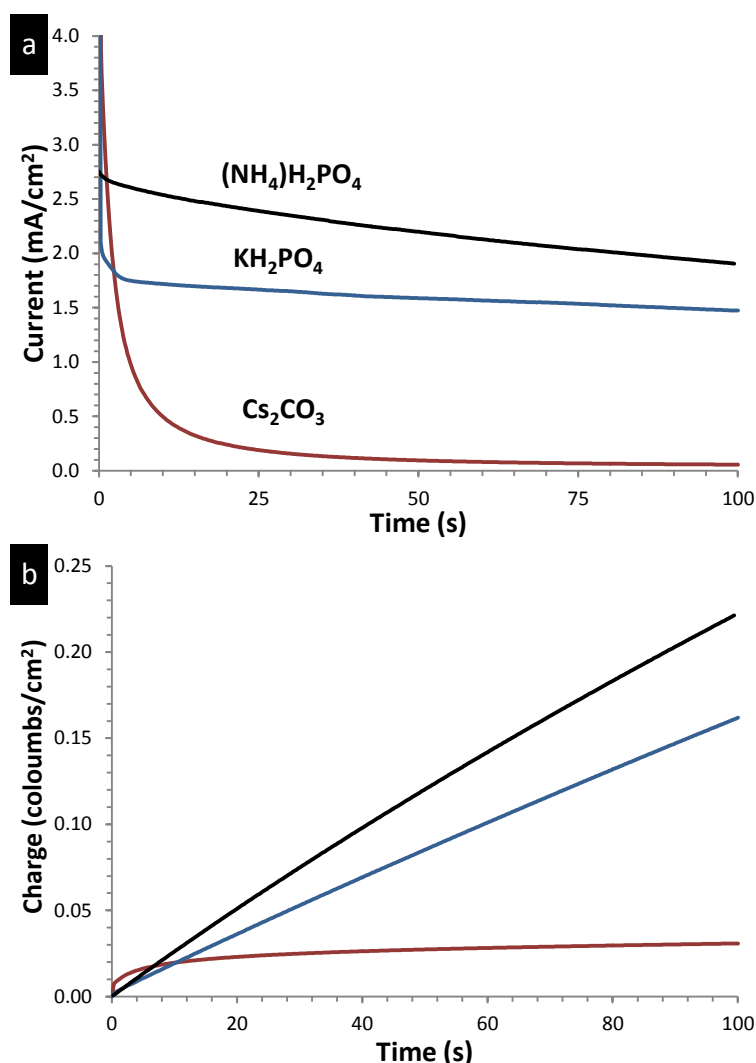 a
4.0
3.5
3.0
2.5
2.0
1.5
1.0
0.5
0.0
Current (mA/cm²)
(NH₄)H₂PO₄
KH₂PO₄
Cs₂CO₃
0 25 50 75 100
Time (s)
b
0.25
0.20
0.15
0.10
0.05
0.00
Charge (coloumbs/cm²)
0 20 40 60 80 100
Time (s)